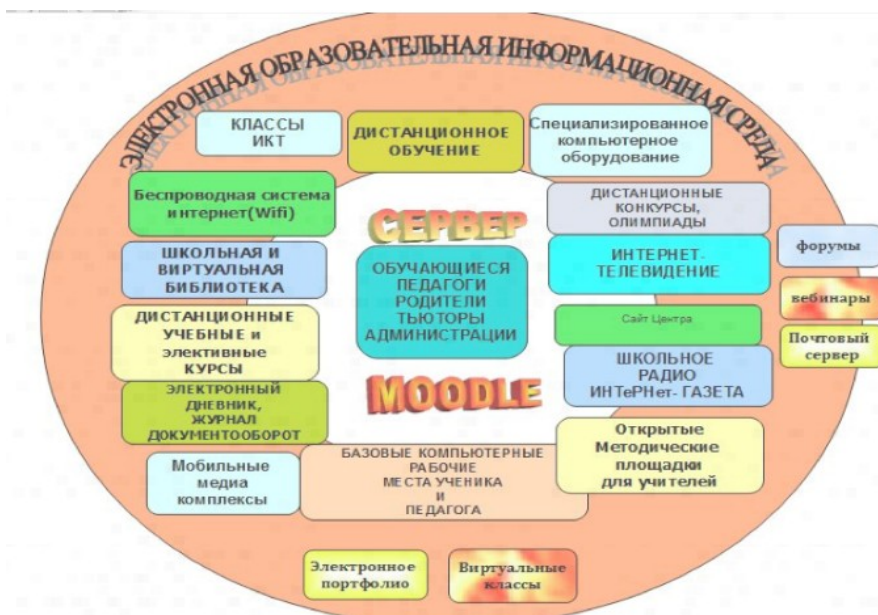 ЭЛЕКТРОННАЯ ОБРАЗОВАТЕЛЬНАЯ ИНФОРМАЦИОННАЯ СРЕДА
КЛАССЫ
ИКТ
ДИСТАНЦИОННОЕ
ОБУЧЕНИЕ
Специализированное
компьютерное
оборудование
Беспроводная система
интернет(Wifi)
СЕРВЕР
ДИСТАНЦИОННЫЕ
КОНКУРСЫ,
ОЛИМПИАДЫ
ШКОЛЬНАЯ И
ВИРТУАЛЬНАЯ
БИБЛИОТЕКА
ОБУЧАЮЩИЕСЯ
ПЕДАГОГИ
РОДИТЕЛИ
ТЬЮТОРЫ
АДМИНИСТРАЦИИ
ИНТЕРНЕТ-
ТЕЛЕВИДЕНИЕ
форумы
вебинары
Почтовый
сервер
ДИСТАНЦИОННЫЕ
УЧЕБНЫЕ и
элективные
КУРСЫ
Сайт Центра
ШКОЛЬНОЕ
РАДИО
ИНТеРНет- ГАЗЕТА
ЭЛЕКТРОННЫЙ
ДНЕВНИК,
ЖУРНАЛ
ДОКУМЕНТООБОРОТ
MOODLE
Открытые
Методические
площадки
для учителей
Мобильные
медиа
комплексы
БАЗОВЫЕ КОМПЬЮТЕРНЫЕ
РАБОЧИЕ
МЕСТА УЧЕНИКА
И
ПЕДАГОГА
Электронное
портфолио
Виртуальные
классы